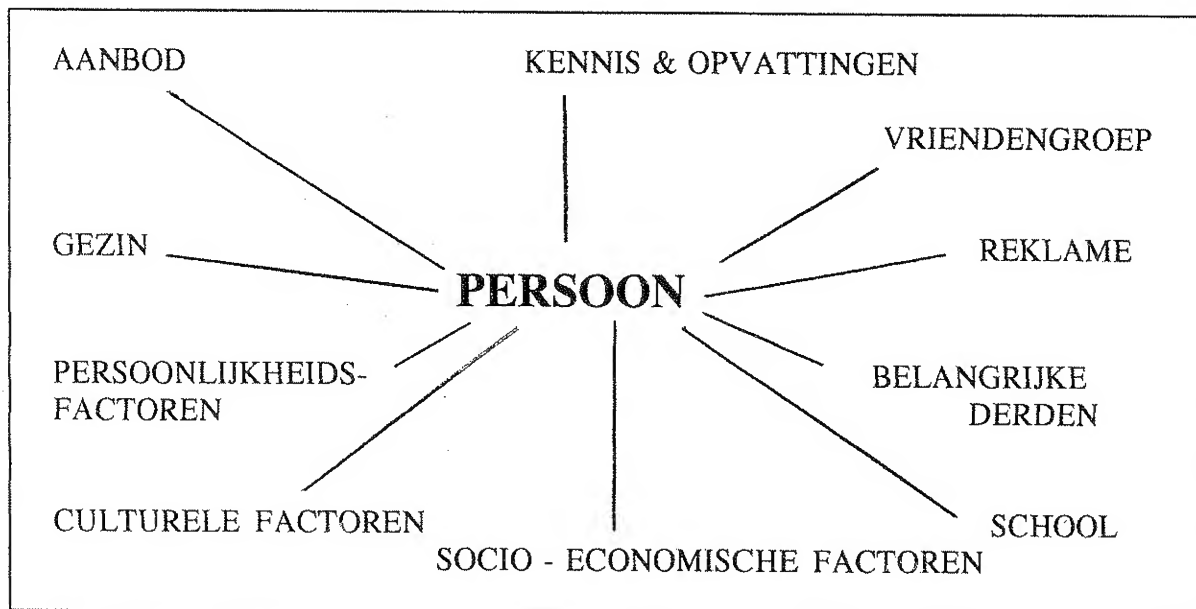 AANBOD
KENNIS & OPVATTINGEN
VRIENDENGROEP
GEZIN
REKLAME
PERSOON
PERSOONLIJKHEIDS-
FACTOREN
BELANGRIJKE
DERDEN
CULTURELE FACTOREN
SCHOOL
SOCIO - ECONOMISCHE FACTOREN